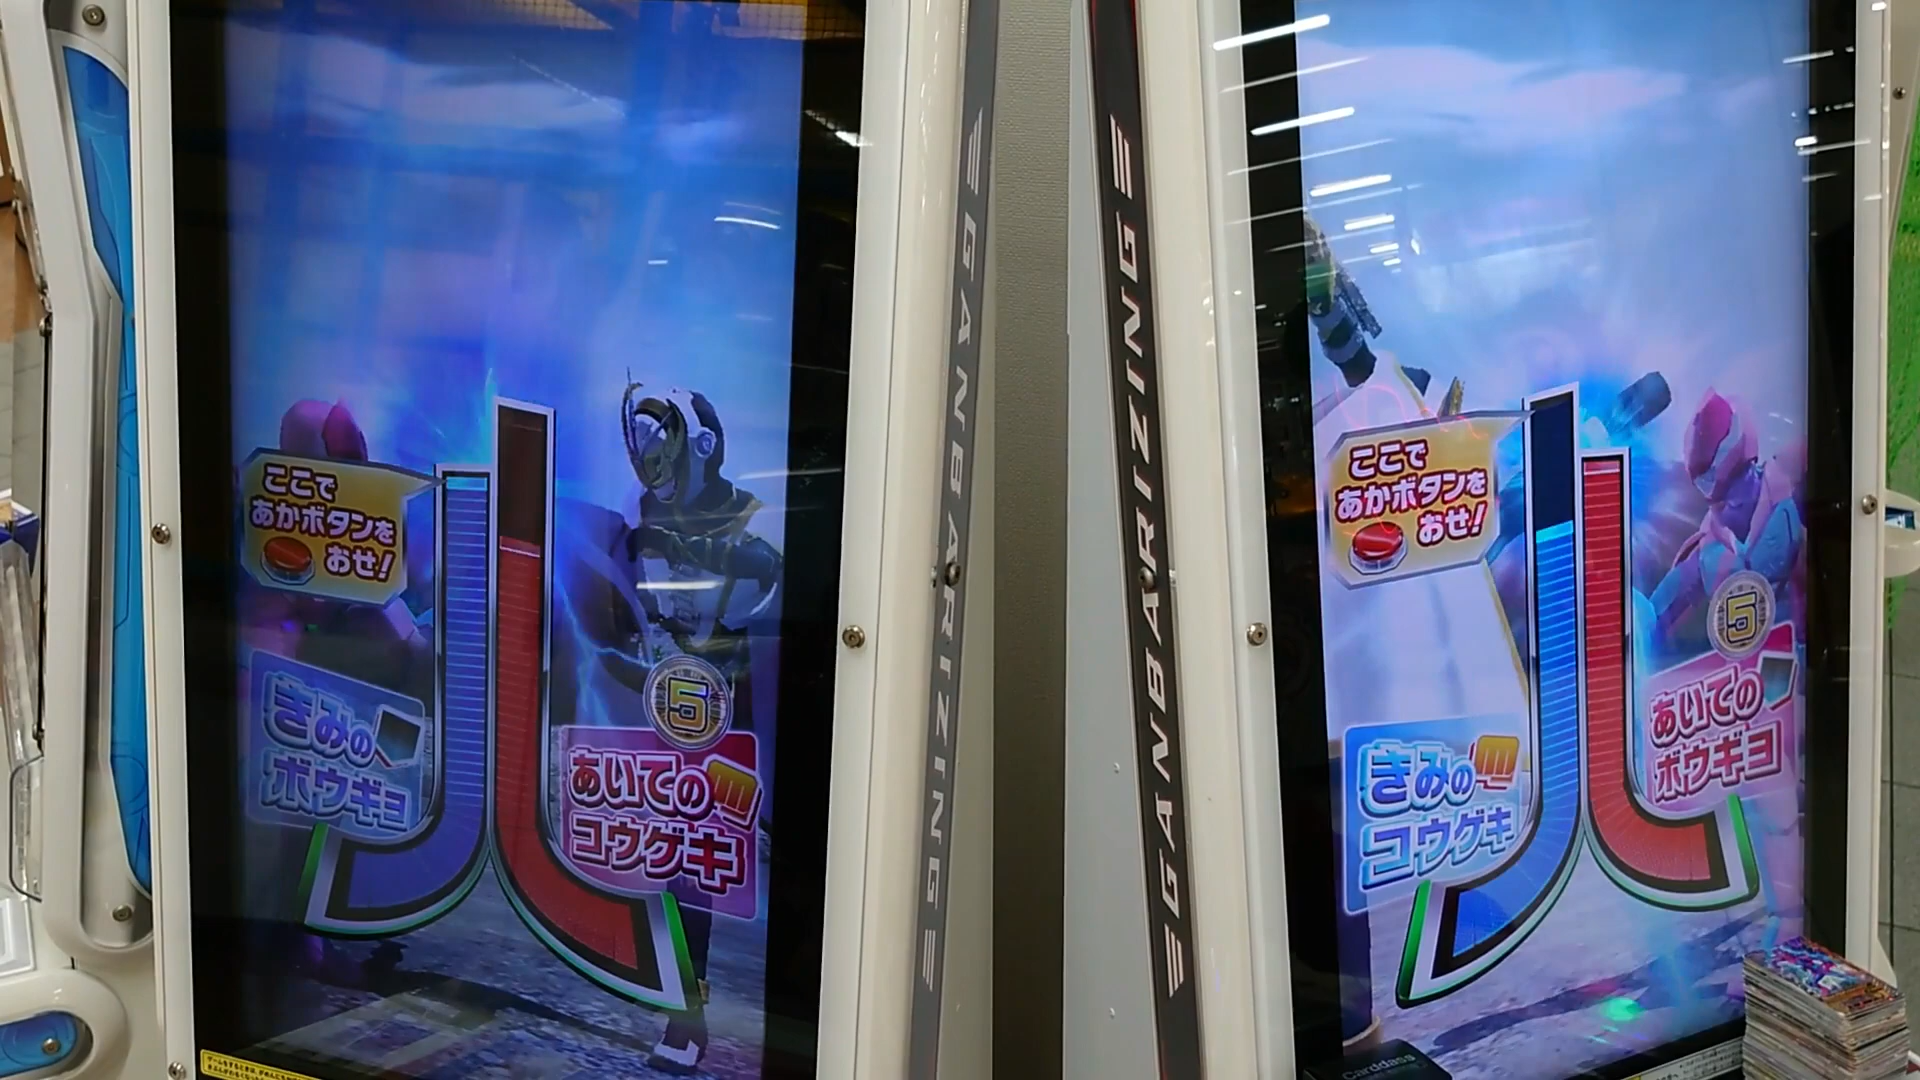 ここで
あかボタンを
おせ!
きみの
ボウギョ
5
あいての
コウゲキ
GANBARIZING
GANBARIZING
ここで
あかボタンを
おせ!
きみの
コウゲキ
5
あいての
ボウギョ
Carddass